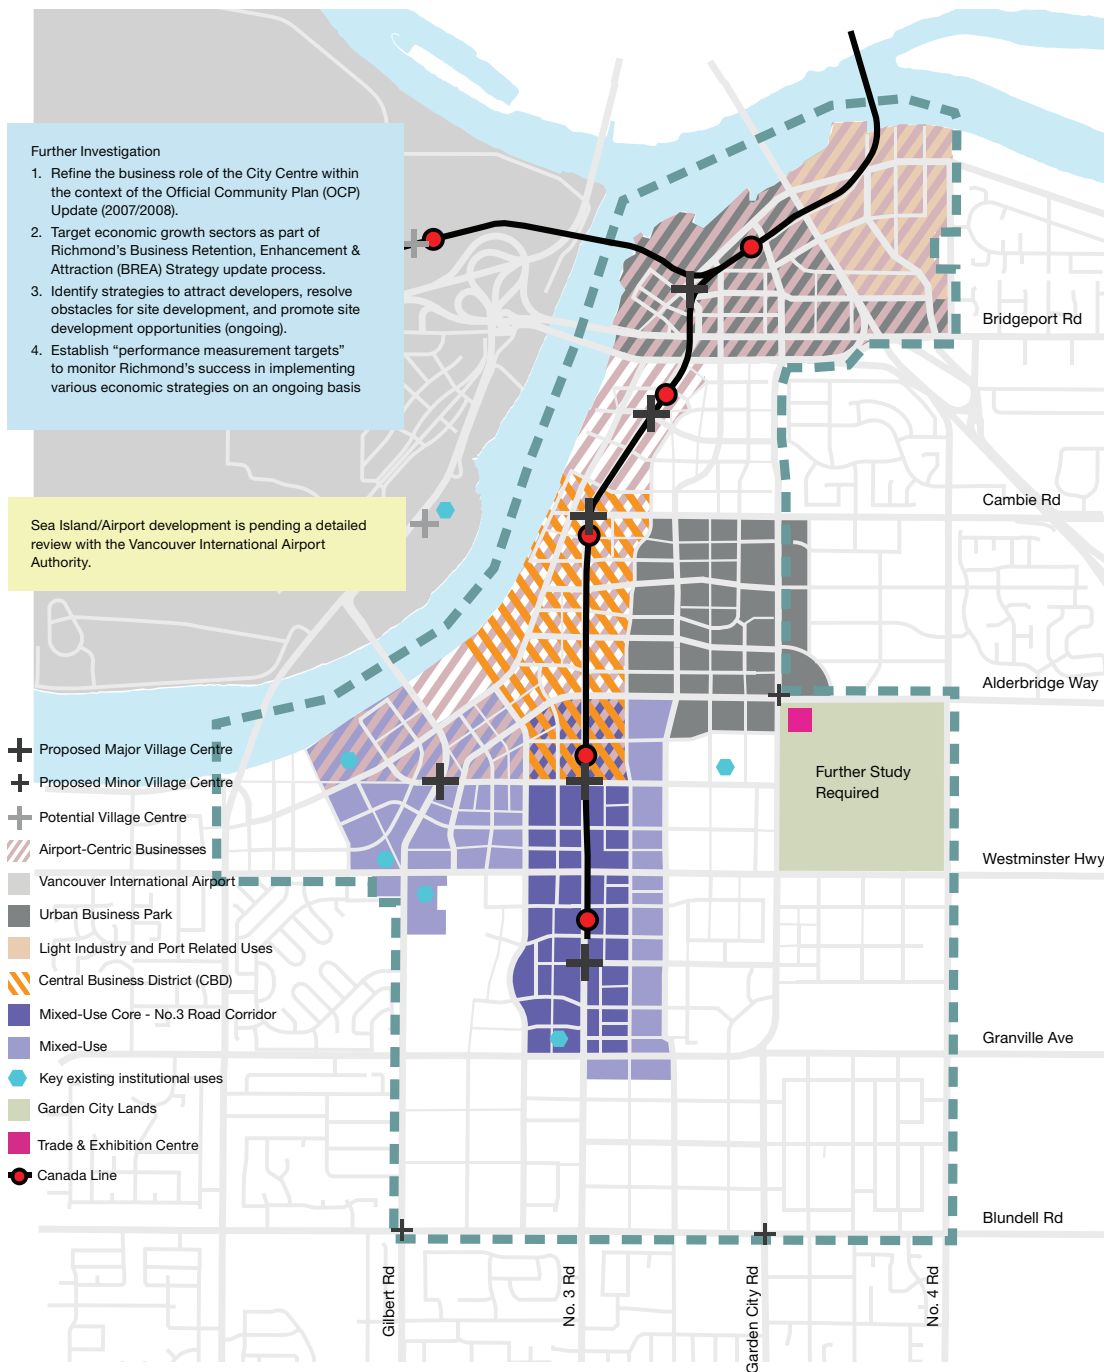 Further Investigation
1. Refine the business role of the City Centre within
the context of the Official Community Plan (OCP)
Update (2007/2008).
2. Target economic growth sectors as part of
Richmond's Business Retention, Enhancement &
Attraction (BREA) Strategy update process.
3. Identify strategies to attract developers, resolve
obstacles for site development, and promote site
development opportunities (ongoing).
4. Establish “performance measurement targets”
to monitor Richmond's success in implementing
various economic strategies on an ongoing basis
Sea Island/Airport development is pending a detailed
review with the Vancouver International Airport
Authority.
Bridgeport Rd
Cambie Rd
Alderbridge Way
Further Study
Required
Westminster Hwy
Granville Ave
Blundell Rd
Proposed Major Village Centre
Proposed Minor Village Centre
Potential Village Centre
Airport-Centric Businesses
Vancouver International Airport
Urban Business Park
Light Industry and Port Related Uses
Central Business District (CBD)
Mixed-Use Core - No.3 Road Corridor
Mixed-Use
Key existing institutional uses
Garden City Lands
Trade & Exhibition Centre
Canada Line
Gilbert Rd
No. 3 Rd
Garden City Rd
No. 4 Rd